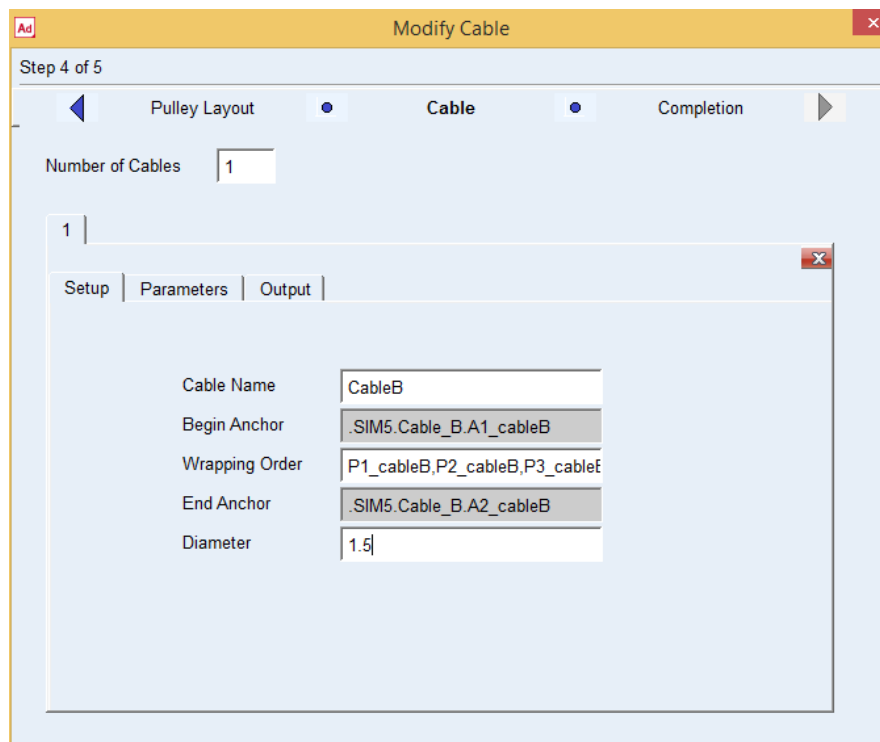 Ad
Modify Cable
x
Step 4 of 5
Pulley Layout
Cable
Completion
Number of Cables 1
1
X
Setup Parameters Output
Cable Name CableB
Begin Anchor .SIM5.Cable_B.A1_cableB
Wrapping Order P1_cableB,P2_cableB,P3_cableB
End Anchor .SIM5.Cable_B.A2_cableB
Diameter 1.5